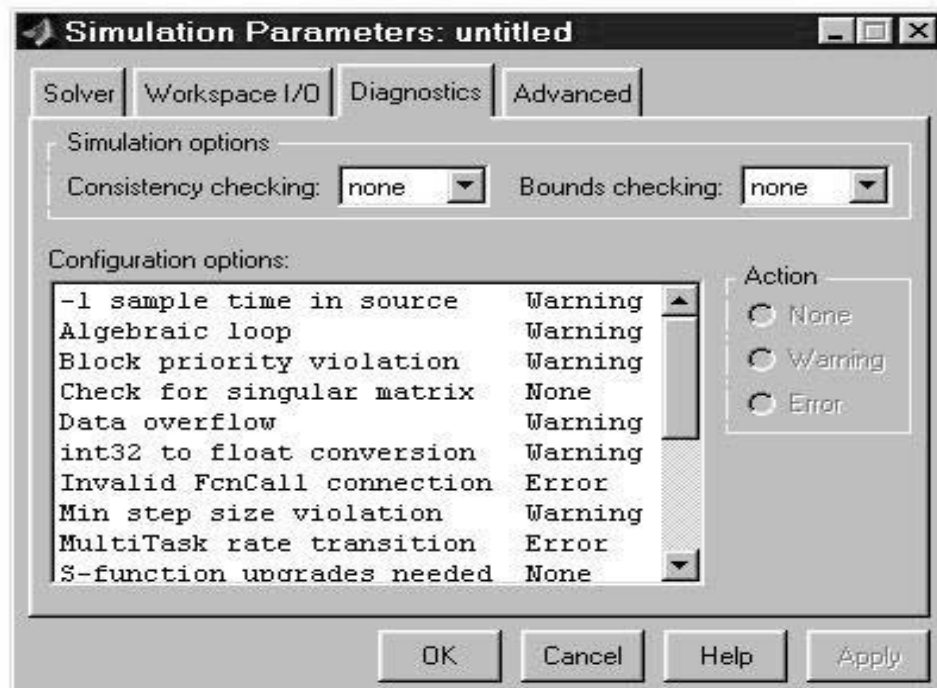 Simulation Parameters: untitled
Solver Workspace I/O Diagnostics Advanced
Simulation options
Consistency checking: none Bounds checking: none
Configuration options:
-1 sample time in source Warning
Algebraic loop Warning
Block priority violation Warning
Check for singular matrix None
Data overflow Warning
int32 to float conversion Warning
Invalid FcnCall connection Error
Min step size violation Warning
MultiTask rate transition Error
S-function upgrades needed None
Action
None
Warning
Error
OK Cancel Help Apply